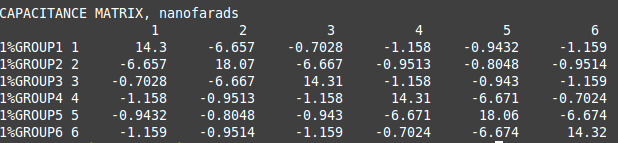 CAPACITANCE MATRIX, nanofarads
1 2 3 4 5 6
1%GROUP1 1 14.3 -6.657 -0.7028 -1.158 -0.9432 -1.159
1%GROUP2 2 -6.657 18.07 -6.667 -0.9513 -0.8048 -0.9514
1%GROUP3 3 -0.7028 -6.667 14.31 -1.158 -0.943 -1.159
1%GROUP4 4 -1.158 -0.9513 -1.158 14.31 -6.671 -0.7024
1%GROUP5 5 -0.9432 -0.8048 -0.943 -6.671 18.06 -6.674
1%GROUP6 6 -1.159 -0.9514 -1.159 -0.7024 -6.674 14.32